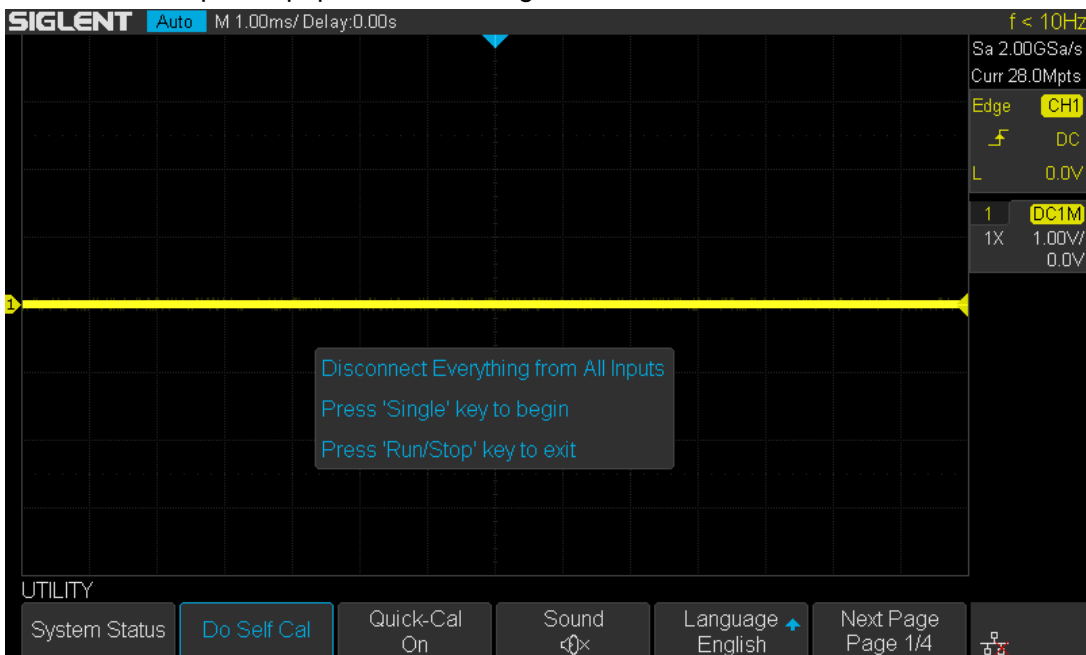 SIGLENT Auto M 1.00ms/ Delay:0.00s f < 10Hz
Sa 2.00GSa/s
Curr 28.0Mpts
Edge CH1
DC
L 0.0V
1 DC1M
1X 1.00V/
0.0V
1
Disconnect Everything from All Inputs
Press 'Single' key to begin
Press 'Run/Stop' key to exit
UTILITY
System Status
Do Self Cal
Quick-Cal
On
Sound
Language
English
Next Page
Page 1/4